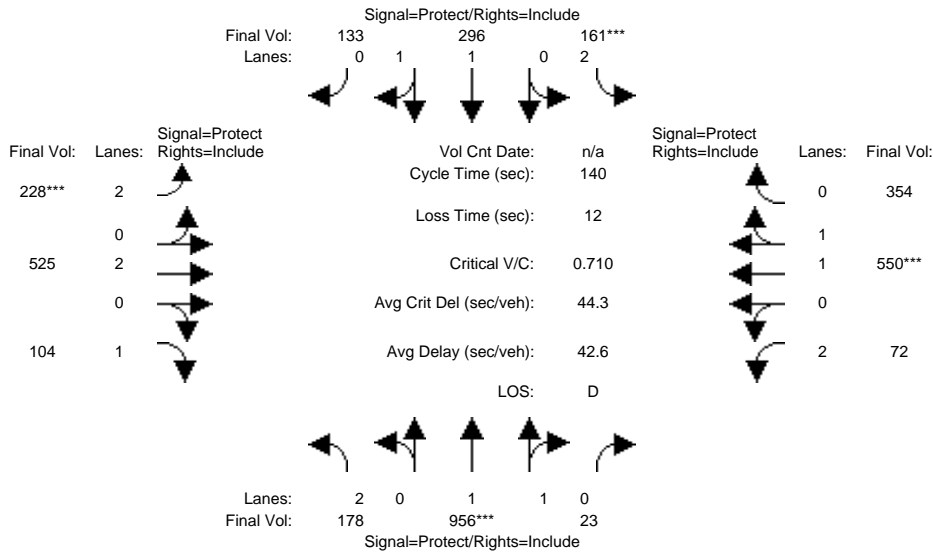 Signal=Protect/Rights=Include
Final Vol: 133 296 161***
Lanes: 0 1 1 0 2
Signal=Protect Signal=Protect
Final Vol: Lanes: Rights=Include Vol Cnt Date: n/a Rights=Include Lanes: Final Vol:
Cycle Time (sec): 140
228*** 2 0 354
Loss Time (sec): 12
0 1
525 2 Critical V/C: 0.710 1 550***
0 Avg Crit Del (sec/veh): 44.3 0
104 1 Avg Delay (sec/veh): 42.6 2 72
LOS: D
Lanes: 2 0 1 1 0
Final Vol: 178 956*** 23
Signal=Protect/Rights=Include